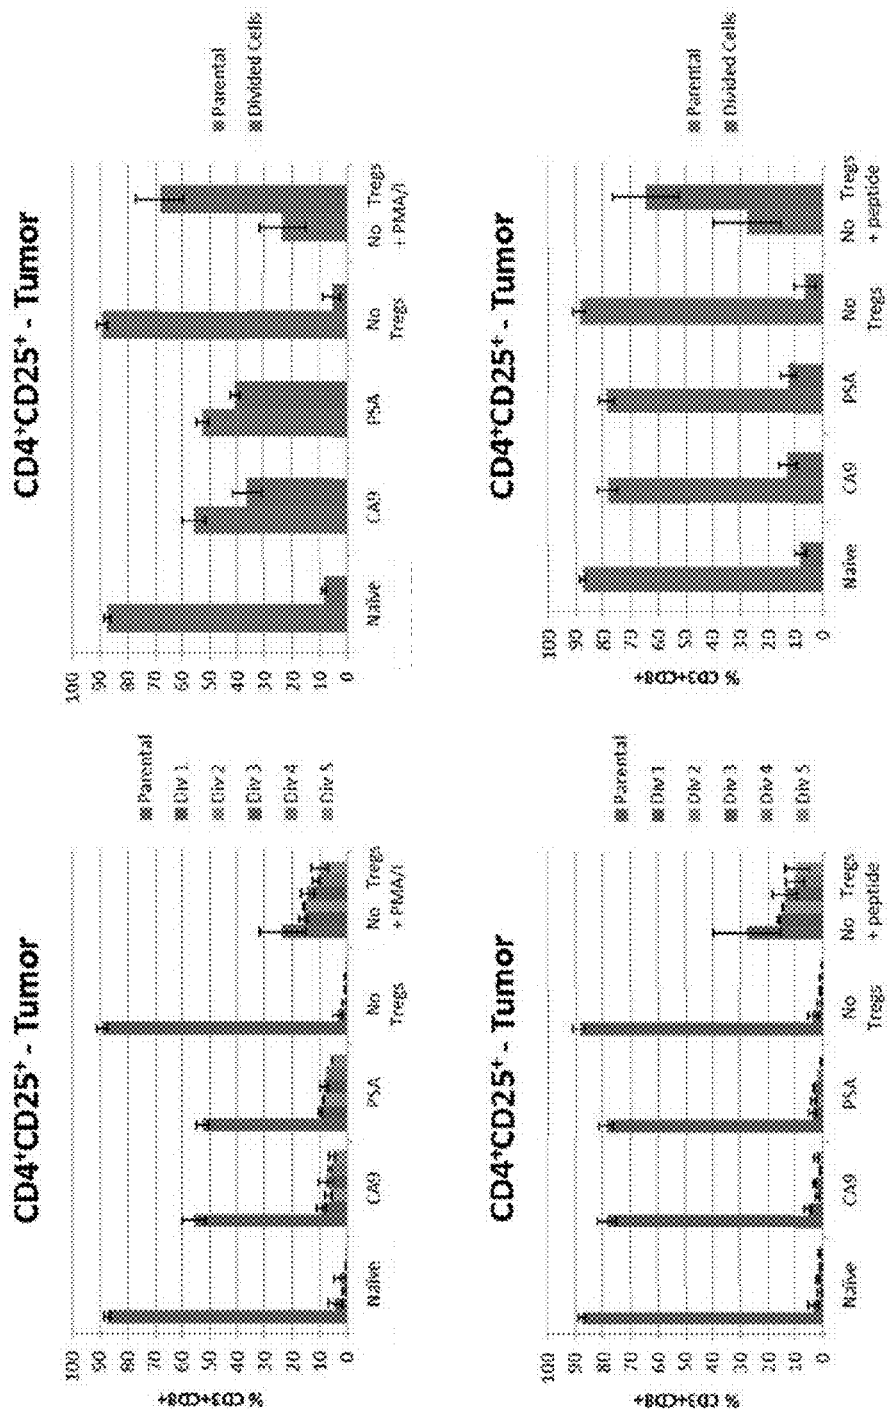 CD4⁺CD25⁺ - Tumor
% CD3+CD8+
100
90
80
70
60
50
40
30
20
10
0
Naïve
CA9
PSA
No Tregs
No Tregs + PMA/I
Parental
Div 1
Div 2
Div 3
Div 4
Div 5
CD4⁺CD25⁺ - Tumor
100
90
80
70
60
50
40
30
20
10
0
Naïve
CA9
PSA
No Tregs
No Tregs + PMA/I
Parental
Divided Cells
CD4⁺CD25⁺ - Tumor
% CD3+CD8+
100
90
80
70
60
50
40
30
20
10
0
Naïve
CA9
PSA
No Tregs
No Tregs + peptide
Parental
Div 1
Div 2
Div 3
Div 4
Div 5
CD4⁺CD25⁺ - Tumor
% CD3+CD8+
100
90
80
70
60
50
40
30
20
10
0
Naïve
CA9
PSA
No Tregs
No Tregs + peptide
Parental
Divided Cells